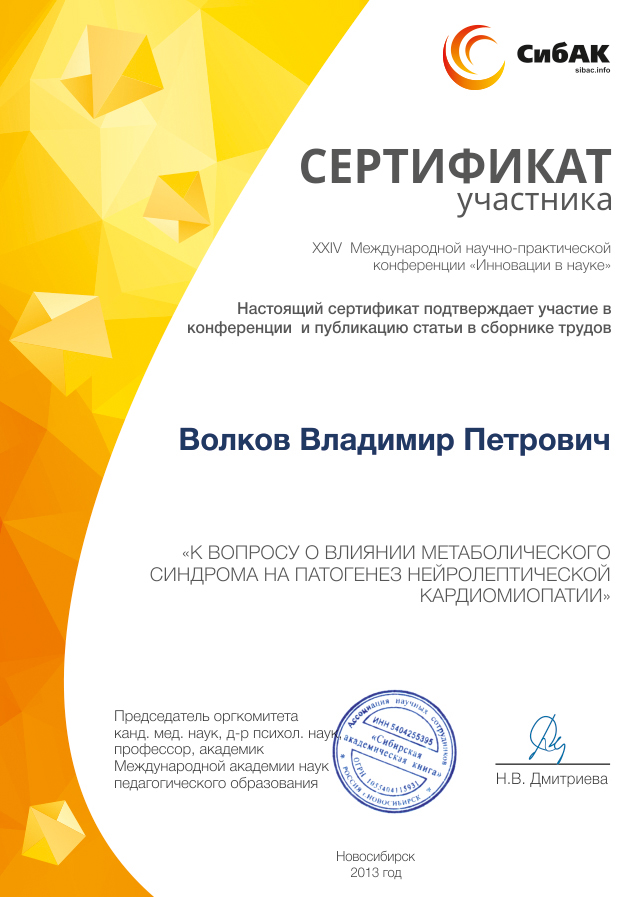 СибАК
sibac.info
СЕРТИФИКАТ
участника
XXIV Международной научно-практической
конференции «Инновации в науке»
Настоящий сертификат подтверждает участие в
конференции и публикацию статьи в сборнике трудов
Волков Владимир Петрович
«К ВОПРОСУ О ВЛИЯНИИ МЕТАБОЛИЧЕСКОГО
СИНДРОМА НА ПАТОГЕНЕЗ НЕЙРОЛЕПТИЧЕСКОЙ
КАРДИОМИОПАТИИ»
Председатель оргкомитета
канд. мед. наук, д-р психол. наук,
профессор, академик
Международной академии наук
педагогического образования
Ассоциация научных сотрудников
ИНН 5404255395
«Сибирская
академическая книга»
ОГРН 1035404115931
РОССИЯ г. НОВОСИБИРСК
Н.В. Дмитриева
Новосибирск
2013 год